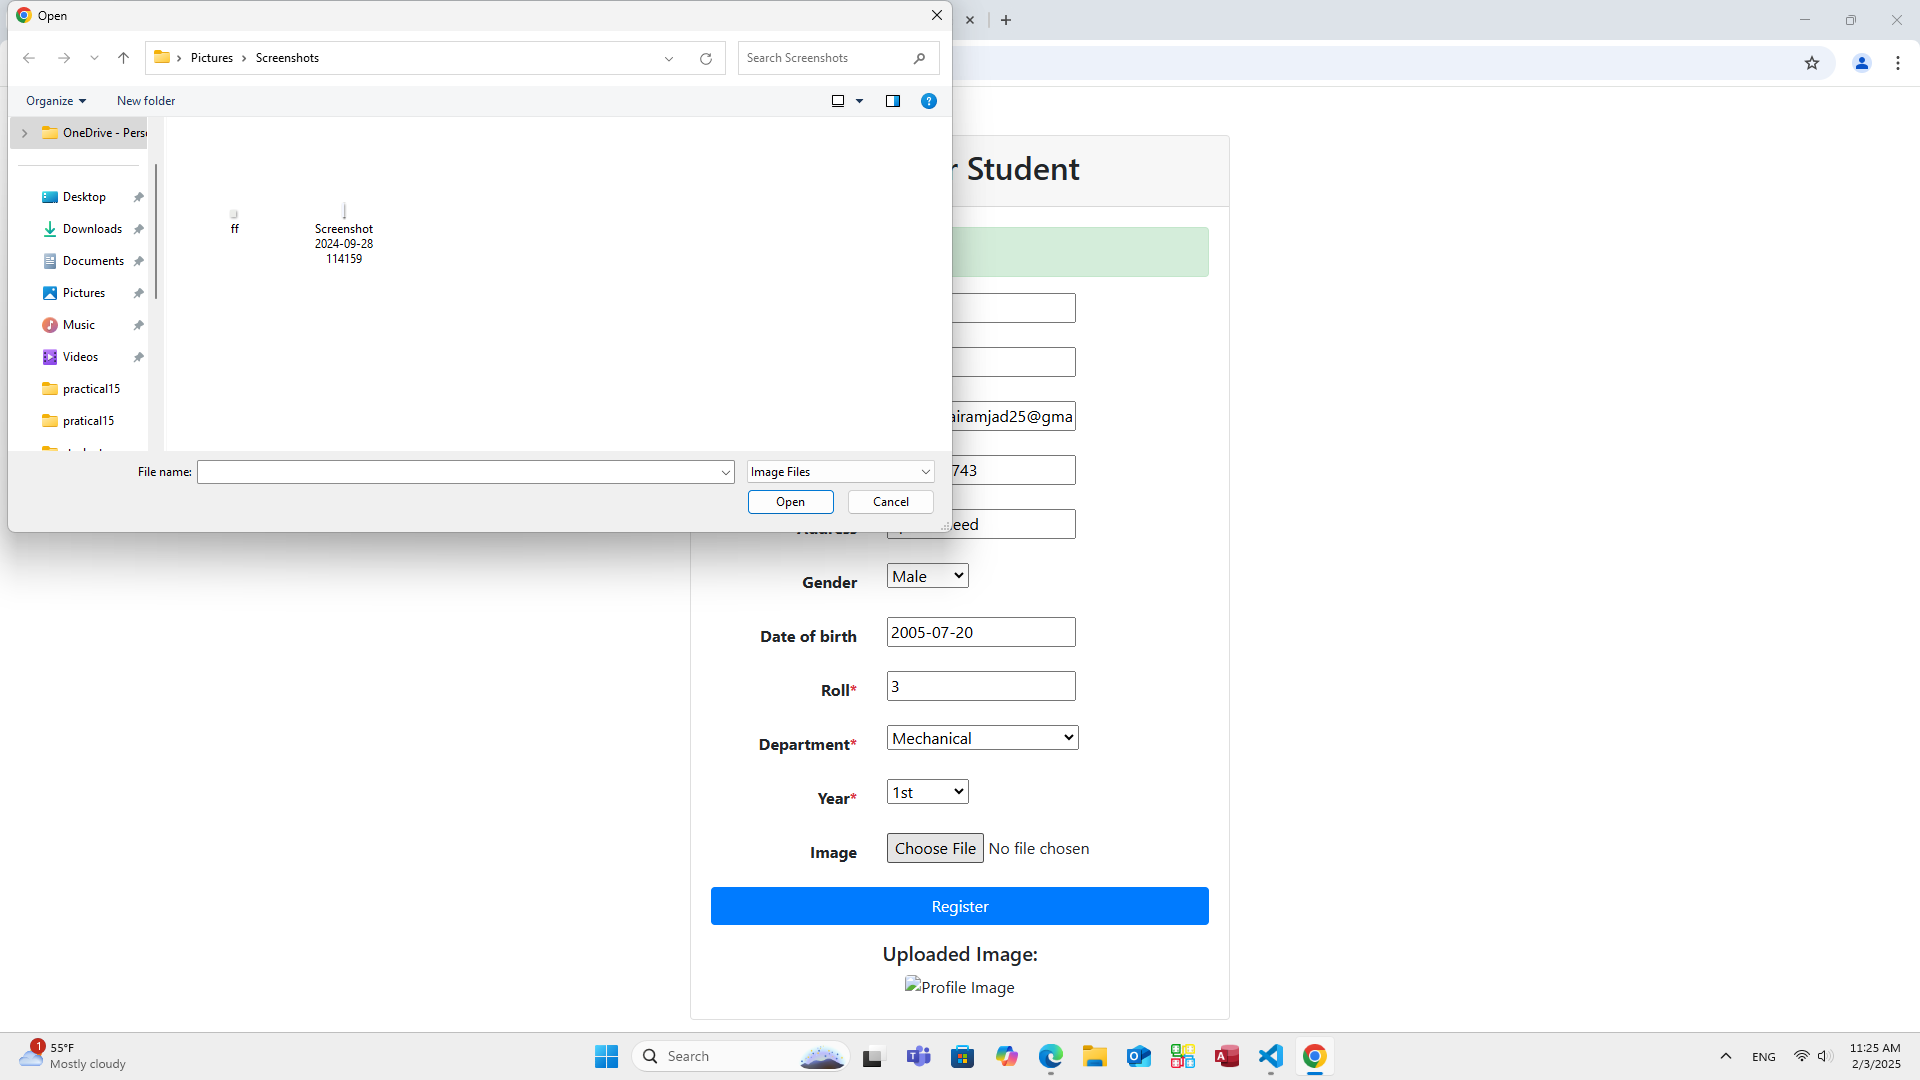 Open
Pictures > Screenshots
Search Screenshots
Organize
New folder
OneDrive - Pers
Desktop
Downloads
Documents
Pictures
Music
Videos
practical15
pratical15
ff
Screenshot
2024-09-28
114159
File name:
Image Files
Open
Cancel
Student
airamjad25@gma
743
eed
Gender
Male
Date of birth
2005-07-20
Roll*
3
Department*
Mechanical
Year*
1st
Image
Choose File No file chosen
Register
Uploaded Image:
Profile Image
1
55°F
Mostly cloudy
Search
ENG
11:25 AM
2/3/2025